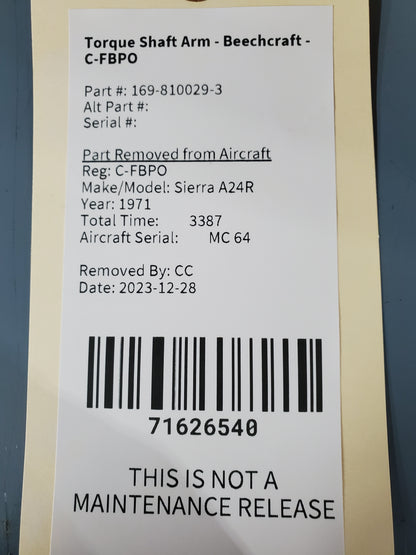 Torque Shaft Arm - Beechcraft -
C-FBPO
Part #: 169-810029-3
Alt Part #:
Serial #:
Part Removed from Aircraft
Reg: C-FBPO
Make/Model: Sierra A24R
Year: 1971
Total Time: 3387
Aircraft Serial: MC 64
Removed By: CC
Date: 2023-12-28
71626540
THIS IS NOT A
MAINTENANCE RELEASE